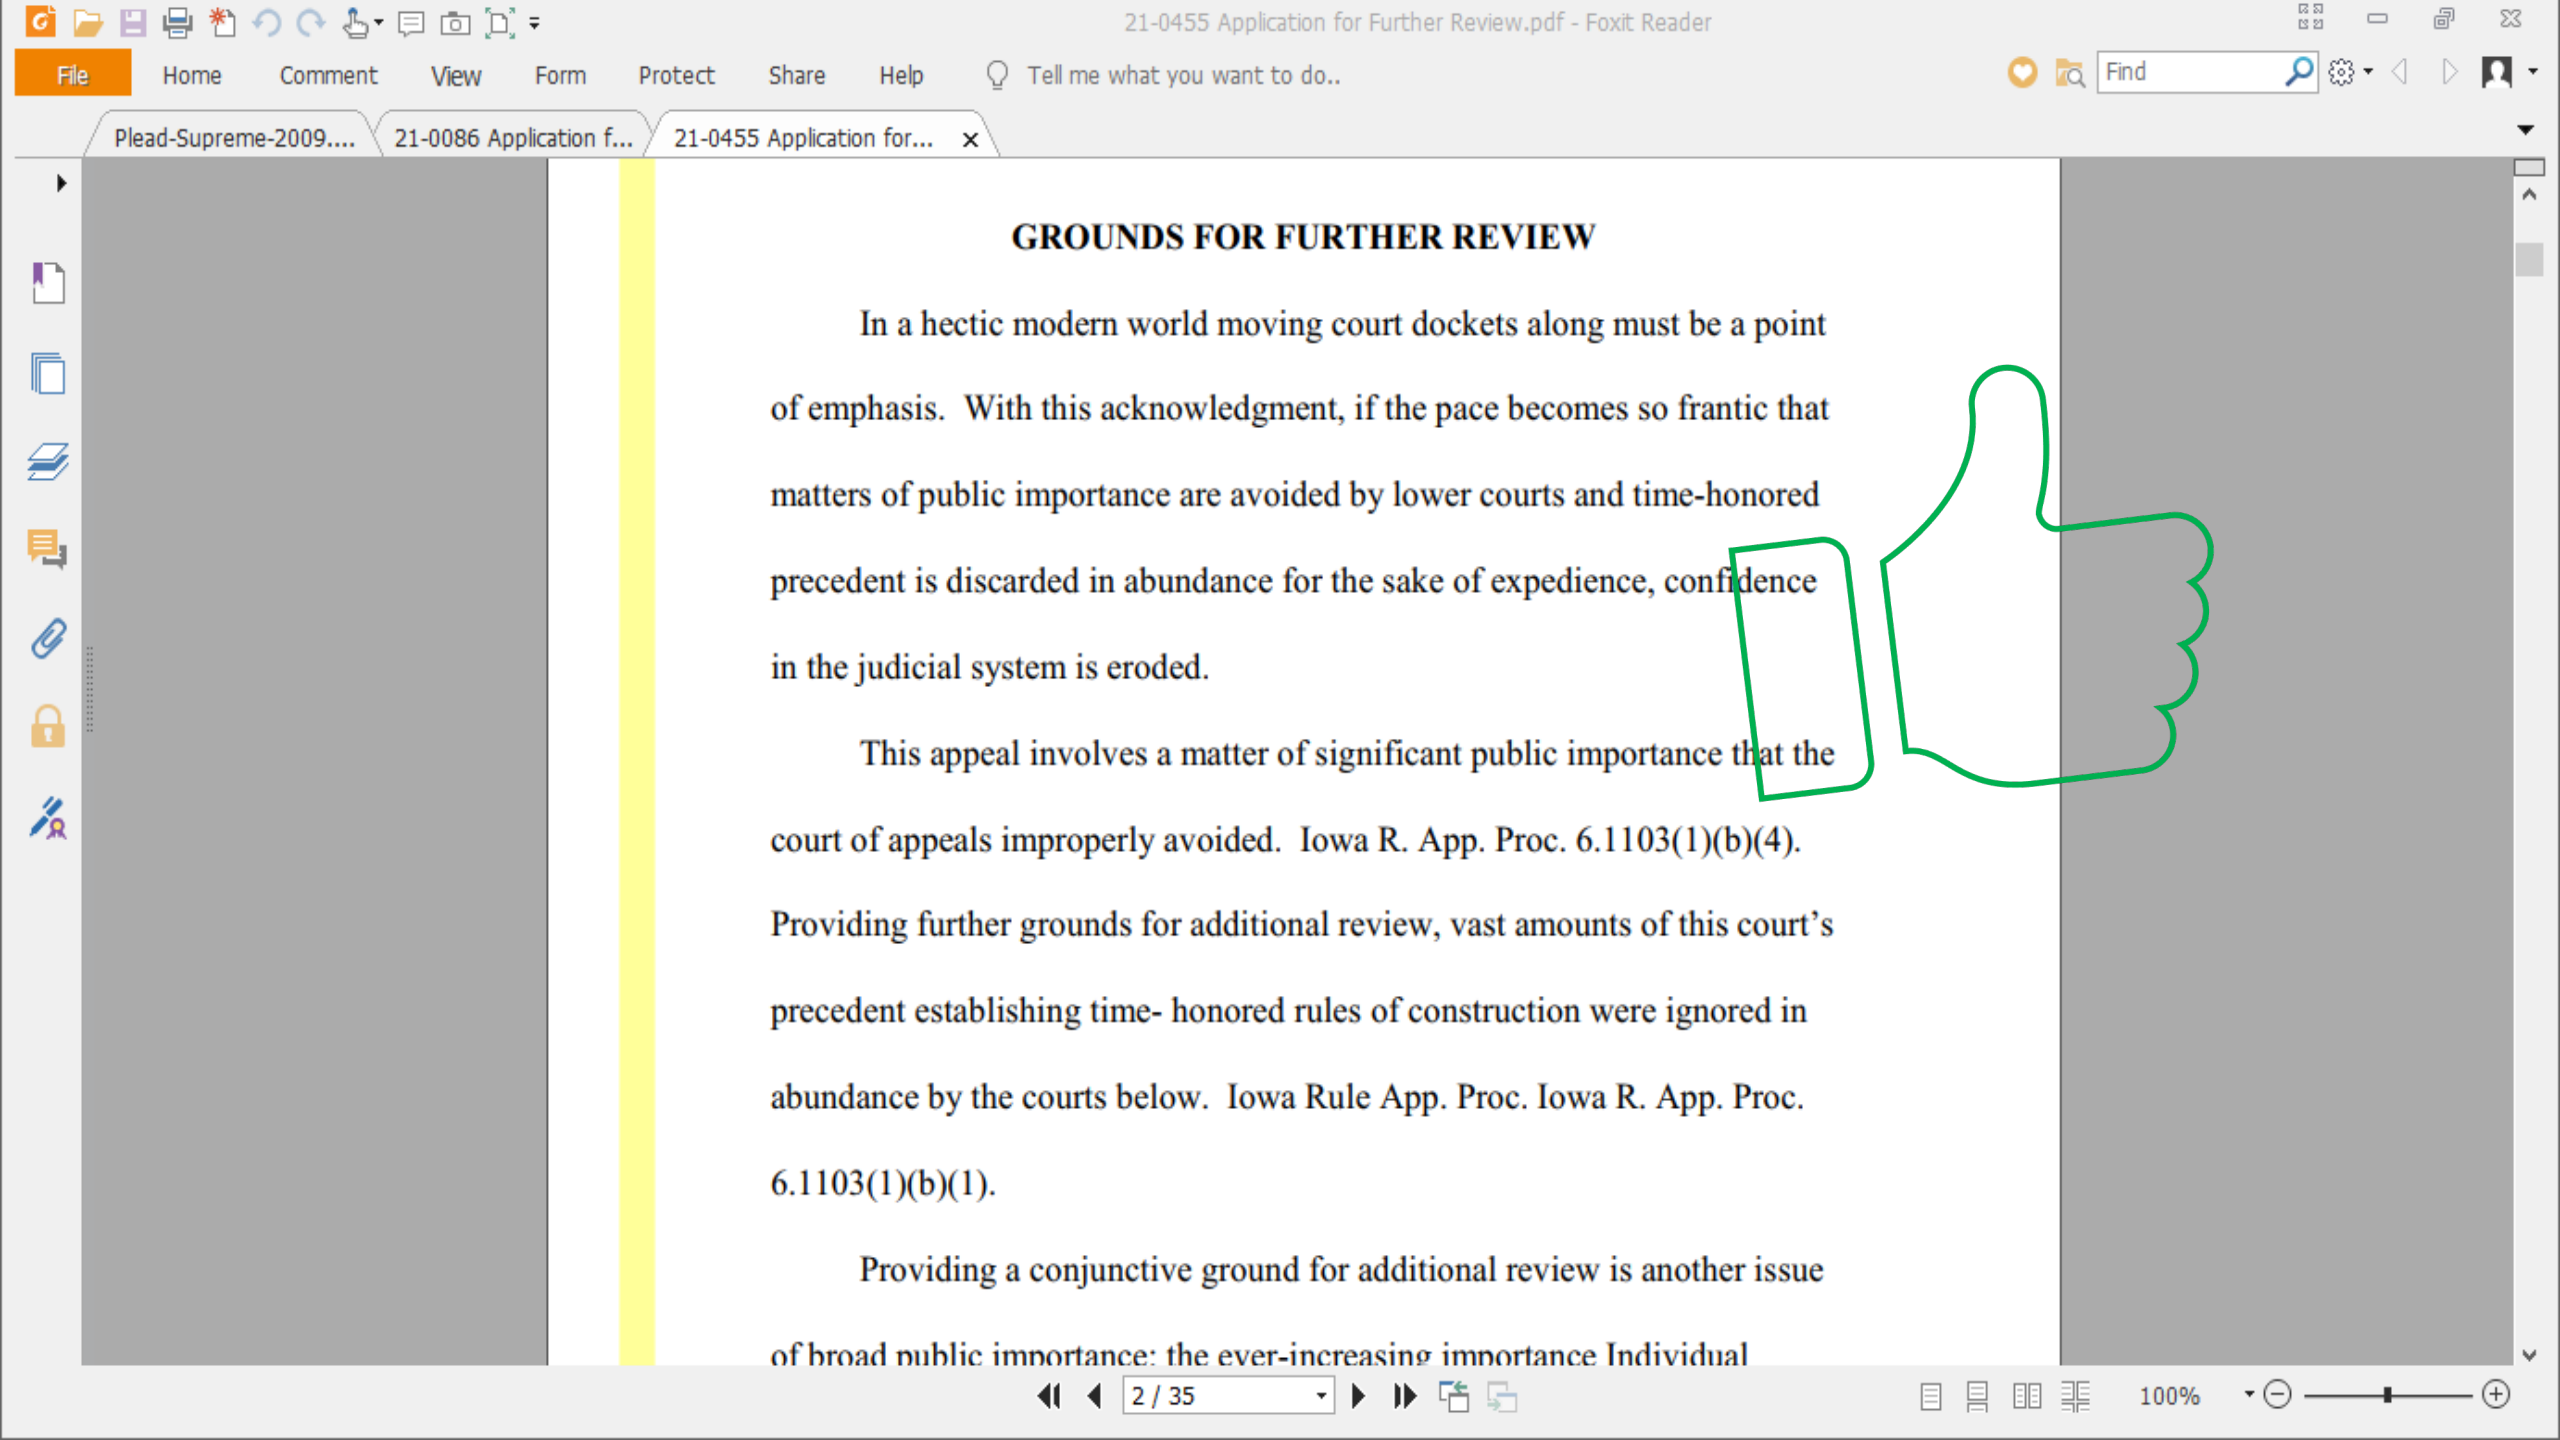 21-0455 Application for Further Review.pdf - Foxit Reader
File Home Comment View Form Protect Share Help Tell me what you want to do.. Find
Plead-Supreme-2009.... 21-0086 Application f... 21-0455 Application for...
GROUNDS FOR FURTHER REVIEW
In a hectic modern world moving court dockets along must be a point
of emphasis.  With this acknowledgment, if the pace becomes so frantic that
matters of public importance are avoided by lower courts and time-honored
precedent is discarded in abundance for the sake of expedience, confidence
in the judicial system is eroded.
This appeal involves a matter of significant public importance that the
court of appeals improperly avoided.  Iowa R. App. Proc. 6.1103(1)(b)(4).
Providing further grounds for additional review, vast amounts of this court’s
precedent establishing time- honored rules of construction were ignored in
abundance by the courts below.  Iowa Rule App. Proc. Iowa R. App. Proc.
6.1103(1)(b)(1).
Providing a conjunctive ground for additional review is another issue
of broad public importance: the ever-increasing importance Individual
2 / 35 100%